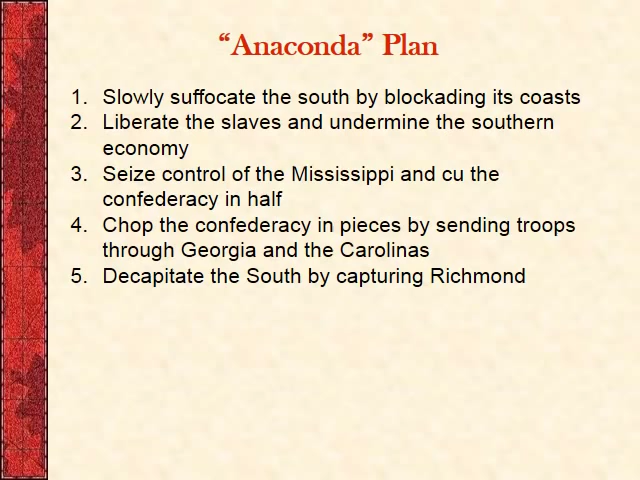 “Anaconda” Plan
1. Slowly suffocate the south by blockading its coasts
2. Liberate the slaves and undermine the southern
economy
3. Seize control of the Mississippi and cu the
confederacy in half
4. Chop the confederacy in pieces by sending troops
through Georgia and the Carolinas
5. Decapitate the South by capturing Richmond